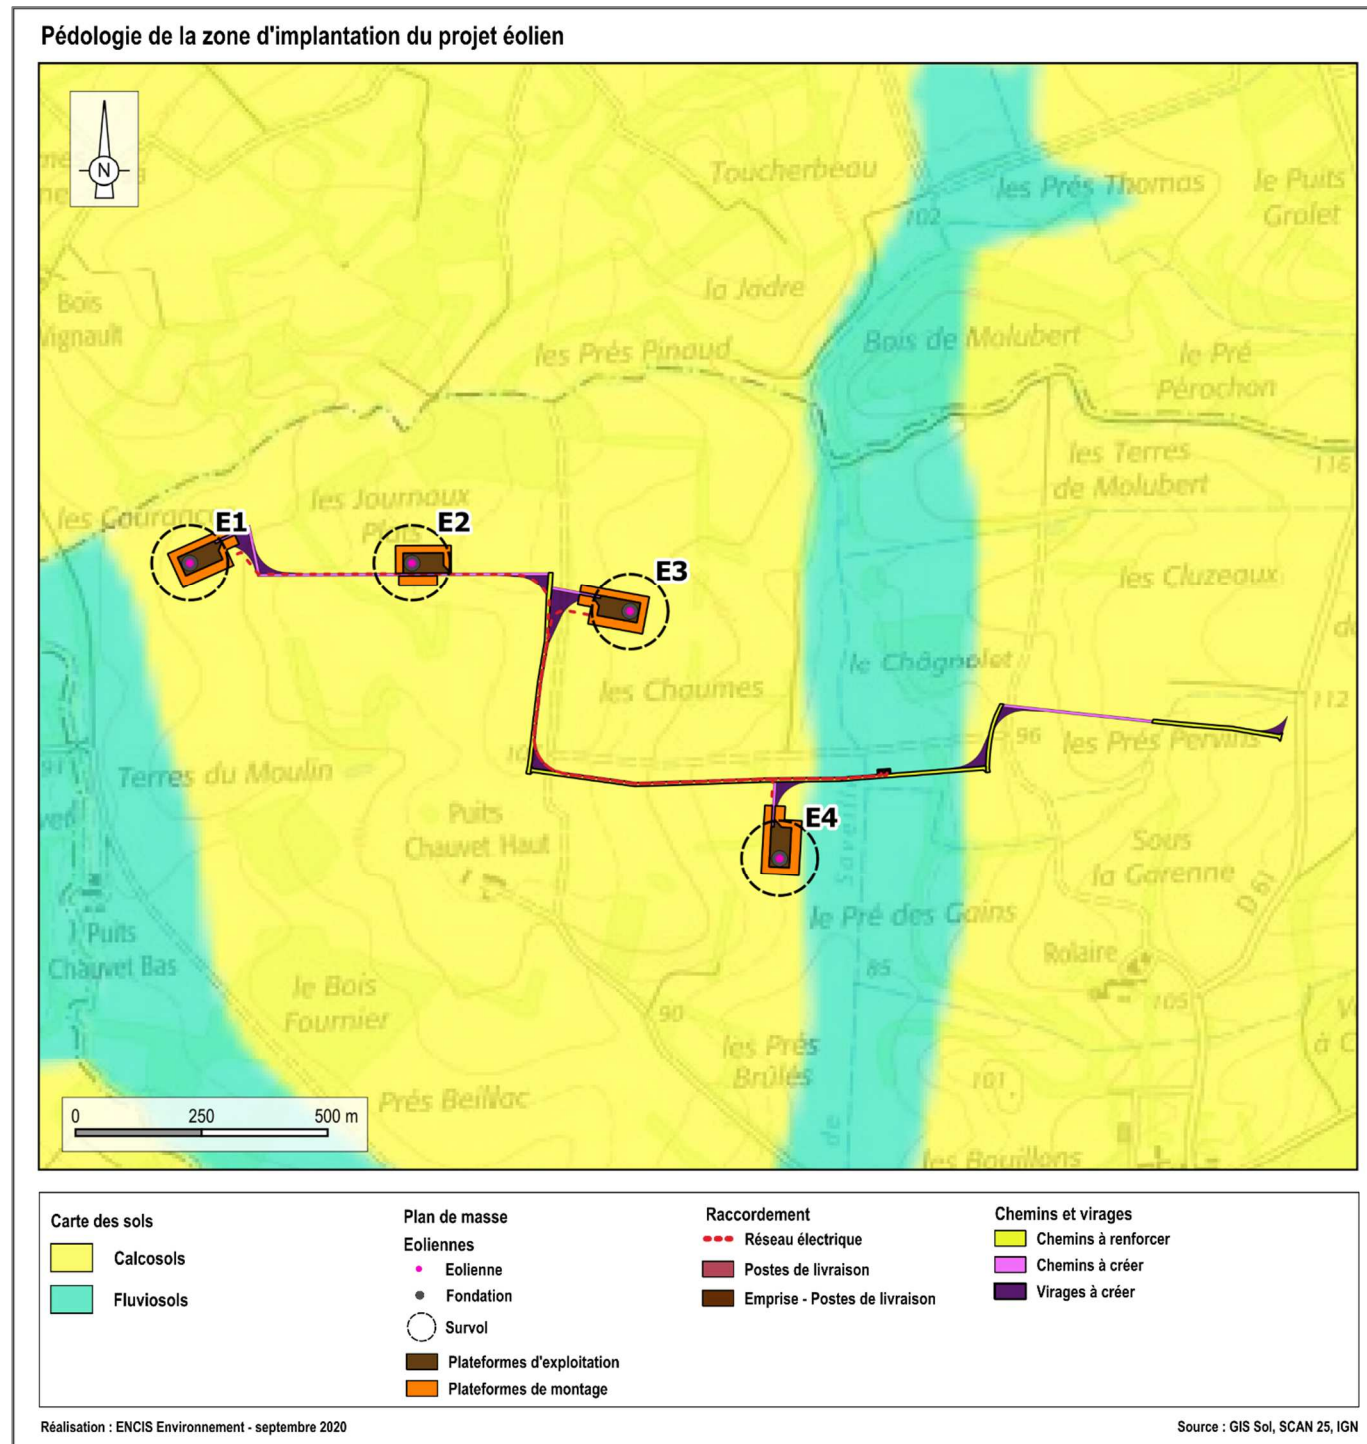 Pédologie de la zone d'implantation du projet éolien
N
Toucherbeau
les Prés Thomas
le Puits
Grolet
102
Bois
Vignault
la Jadre
les Prés Pinaud
Bois de Molubert
le Pré
Pérochon
les Terres
de Molubert
116
les Journaux
Plats
E1
E2
E3
les Cluzeaux
le Châgnolet
les Chaumes
112
96
les Prés Pervins
91
Terres du Moulin
Puits
Chauvet Haut
E4
Sous
la Garenne
D 61
le Pré des Gains
Rolaire
Puits
Chauvet Bas
85
105
le Bois
Fournier
90
les Prés
Brûlés
de
101
Prés Beillac
les Bouillons
0 250 500 m
Carte des sols
Calcosols
Fluviosols
Plan de masse
Eoliennes
Eolienne
Fondation
Survol
Plateformes d'exploitation
Plateformes de montage
Raccordement
Réseau électrique
Postes de livraison
Emprise - Postes de livraison
Chemins et virages
Chemins à renforcer
Chemins à créer
Virages à créer
Réalisation : ENCIS Environnement - septembre 2020
Source : GIS Sol, SCAN 25, IGN